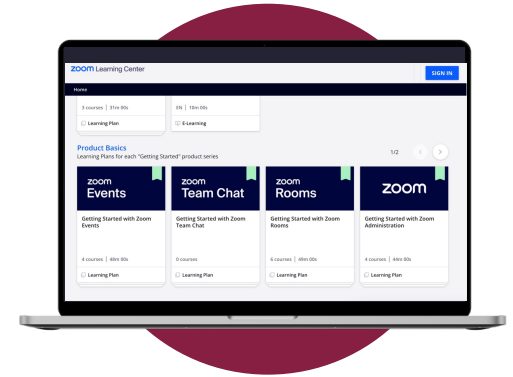 zoom Learning Center
SIGN IN
Home
3 courses | 31m 00s
EN | 10m 00s
Learning Plan
E-Learning
Product Basics
Learning Plans for each "Getting Started" product series
1/2
zoom
Events
zoom
Team Chat
zoom
Rooms
zoom
Getting Started with Zoom
Events
Getting Started with Zoom
Team Chat
Getting Started with Zoom
Rooms
Getting Started with Zoom
Administration
4 courses | 48m 00s
0 courses
6 courses | 49m 00s
4 courses | 44m 00s
Learning Plan
Learning Plan
Learning Plan
Learning Plan